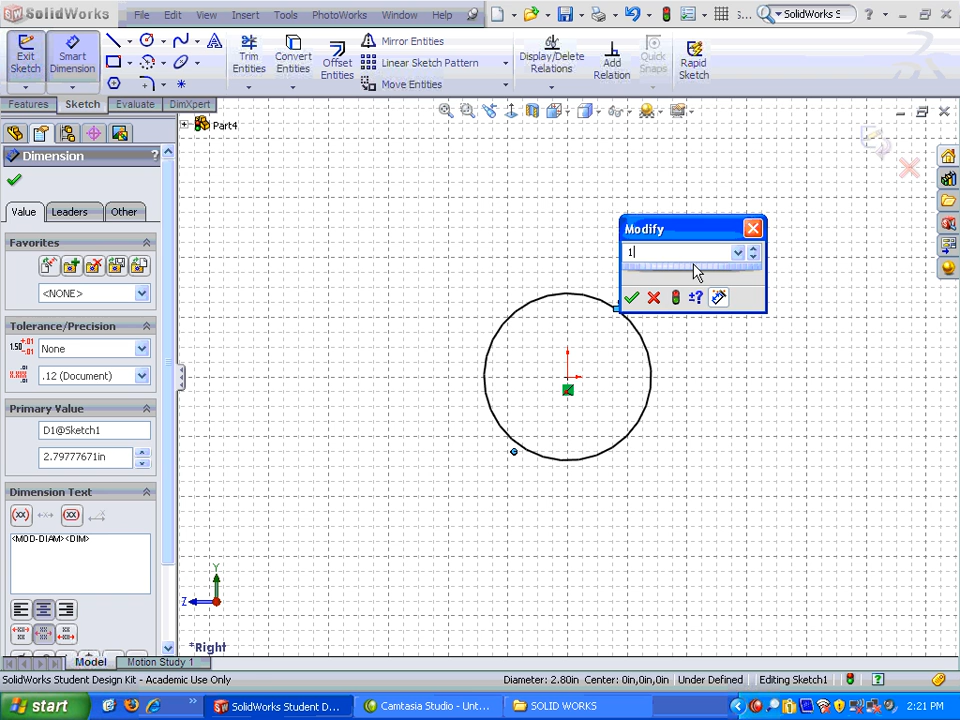 SolidWorks
File Edit View Insert Tools PhotoWorks Window Help
s...
SolidWorks S
?
Exit Sketch
Smart Dimension
Trim Entities
Convert Entities
Offset Entities
Mirror Entities
Linear Sketch Pattern
Move Entities
Display/Delete Relations
Add Relation
Quick Snaps
Rapid Sketch
Features Sketch Evaluate DimXpert
Part4
Dimension ?
Value Leaders Other
Favorites
<NONE>
Tolerance/Precision
None
.12 (Document)
Primary Value
D1@Sketch1
2.79777671in
Dimension Text
<MOD-DIAM><DIM>
Modify
1
±?
Y
Z
*Right
Model Motion Study 1
SolidWorks Student Design Kit - Academic Use Only
Diameter: 2.80in Center: 0in,0in,0in Under Defined Editing Sketch1 ?
start
SolidWorks Student D...
Camtasia Studio - Unt...
SOLID WORKS
2:21 PM